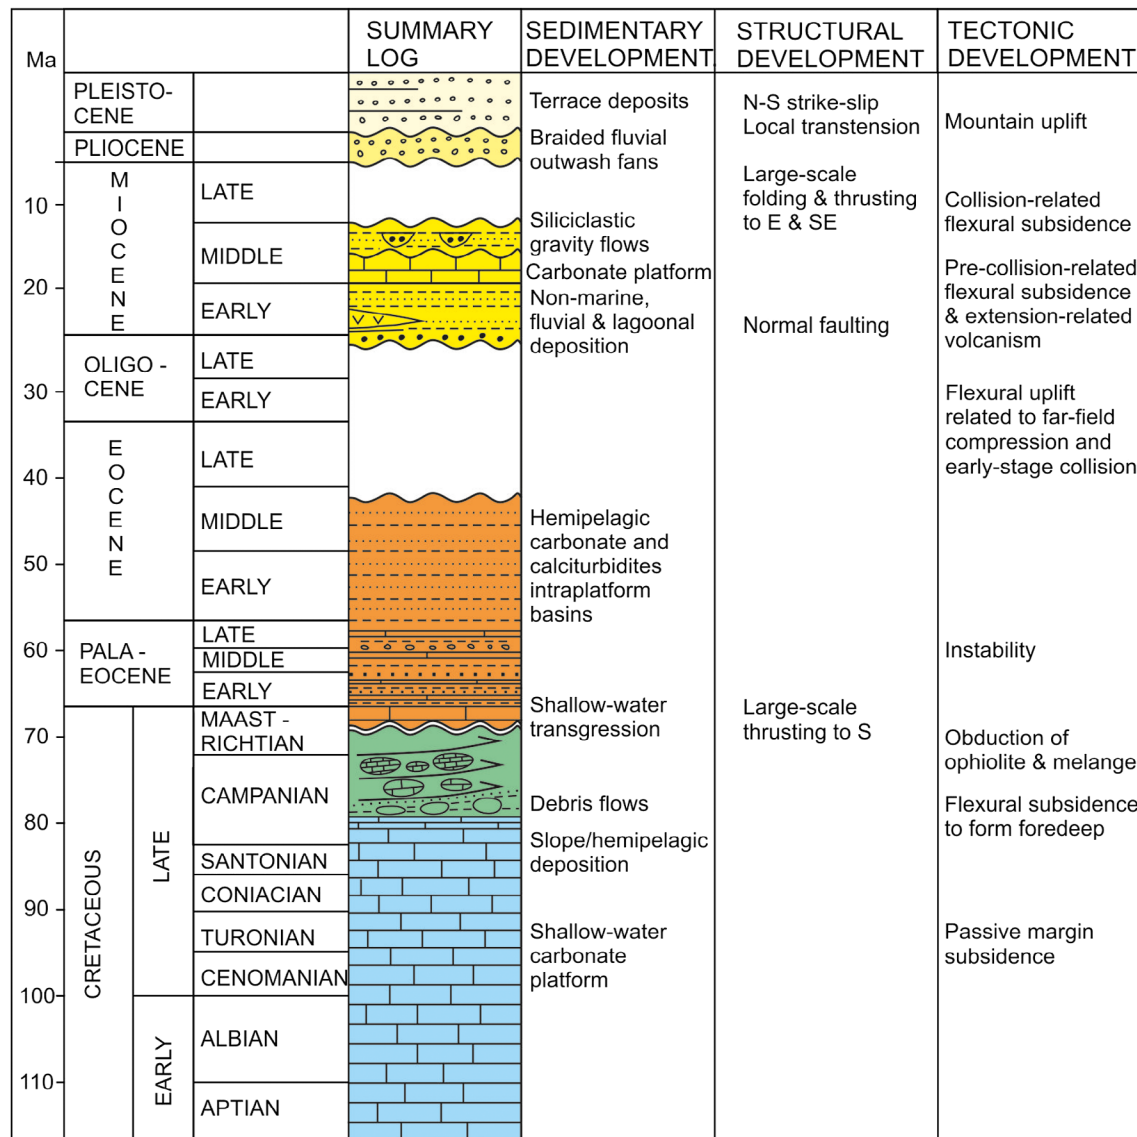 Ma
SUMMARY
LOG
SEDIMENTARY
DEVELOPMENT.
STRUCTURAL
DEVELOPMENT
TECTONIC
DEVELOPMENT
PLEISTO-
CENE
Terrace deposits
N-S strike-slip
Local transtension
Mountain uplift
PLIOCENE
Braided fluvial
outwash fans
MIOCENE
LATE
Large-scale
folding & thrusting
to E & SE
Collision-related
flexural subsidence
10
MIDDLE
Siliciclastic
gravity flows
Carbonate platform
Pre-collision-related
flexural subsidence
& extension-related
volcanism
20
EARLY
Non-marine,
fluvial & lagoonal
deposition
Normal faulting
OLIGO -
CENE
LATE
EARLY
30
Flexural uplift
related to far-field
compression and
early-stage collision
EOCENE
LATE
40
MIDDLE
Hemipelagic
carbonate and
calciturbidites
intraplatform
basins
50
EARLY
PALA -
EOCENE
LATE
MIDDLE
EARLY
60
Instability
CRETACEOUS
LATE
MAAST -
RICHTIAN
Shallow-water
transgression
Large-scale
thrusting to S
70
Obduction of
ophiolite & melange
CAMPANIAN
Debris flows
Flexural subsidence
to form foredeep
80
Slope/hemipelagic
deposition
SANTONIAN
CONIACIAN
90
TURONIAN
Shallow-water
carbonate
platform
Passive margin
subsidence
CENOMANIAN
100
EARLY
ALBIAN
110
APTIAN